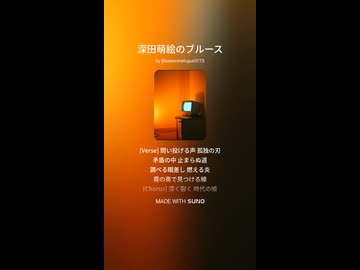 深田萌絵のブルース
by @awesomefugue0773
[Verse] 問い投げる声 孤独の刃
矛盾の中 止まらぬ道
調べる眼差し 燃える炎
霧の奥で見つける線
[Chorus] 深く裂く 時代の嘘
MADE WITH SUNO